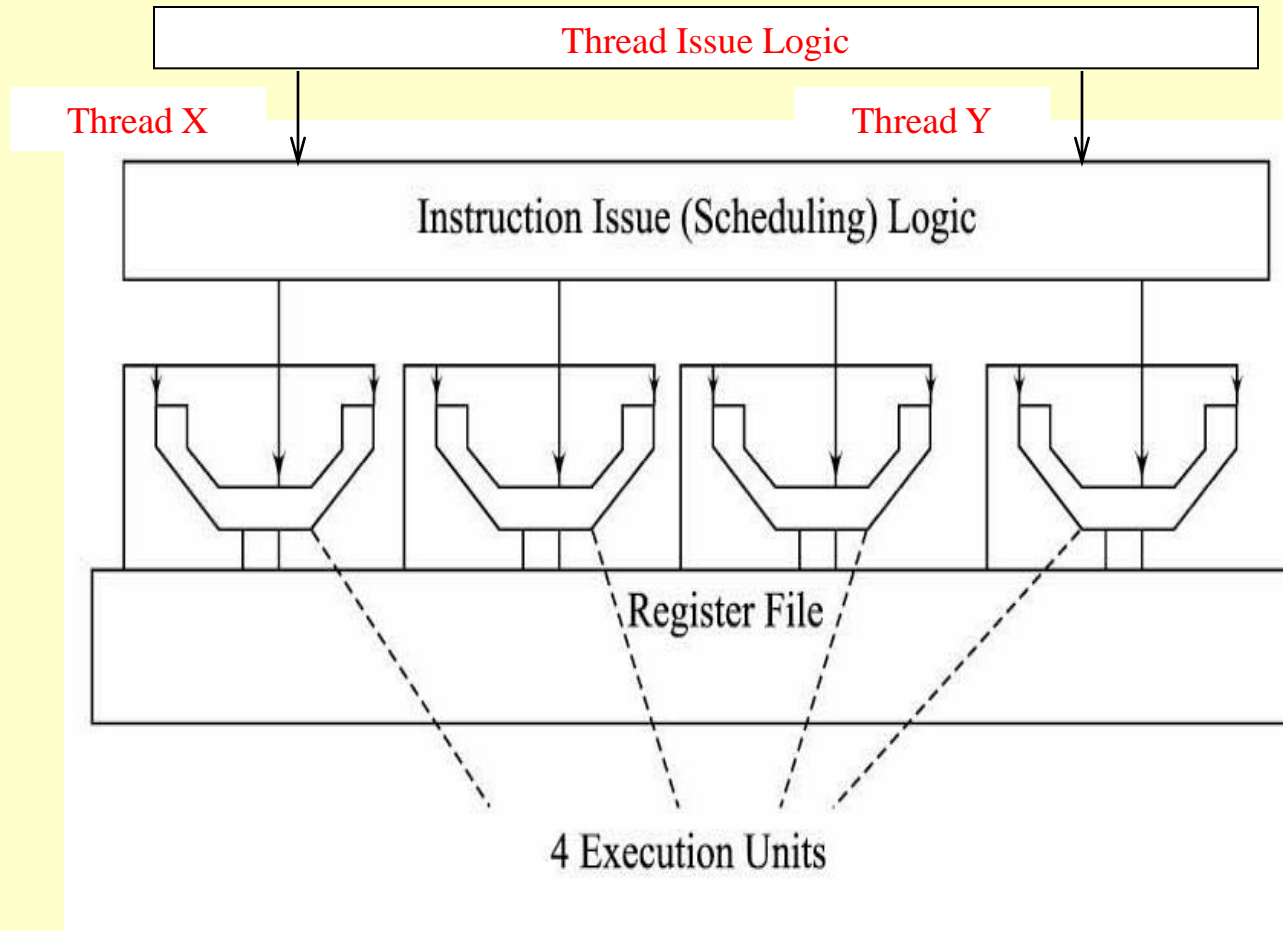 Thread Issue Logic
Thread X
Thread Y
Instruction Issue (Scheduling) Logic
Register File
4 Execution Units